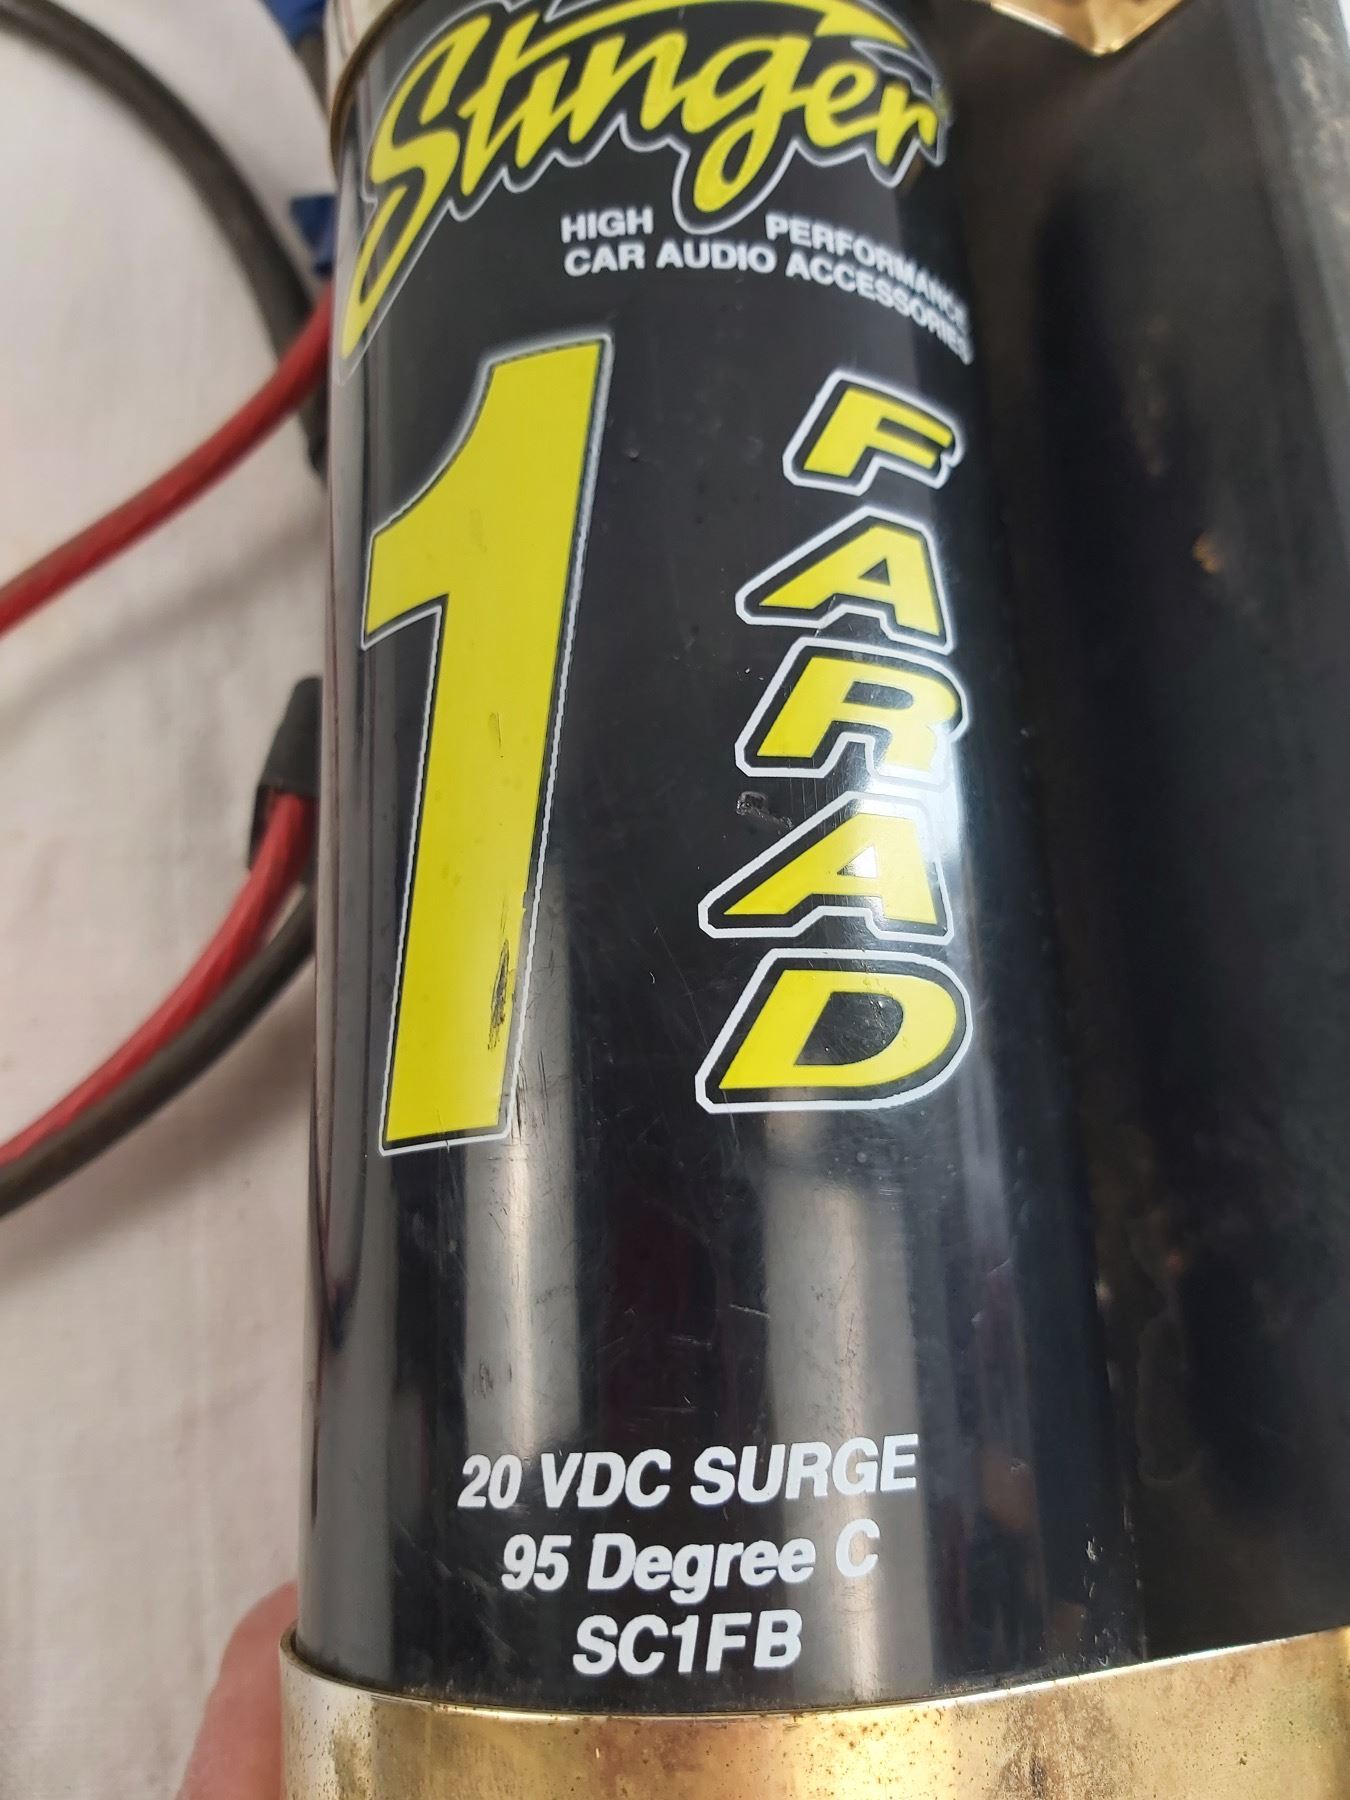 Stinger
HIGH PERFORMANCE
CAR AUDIO ACCESSORIES
1
FARAD
20 VDC SURGE
95 Degree C
SC1FB